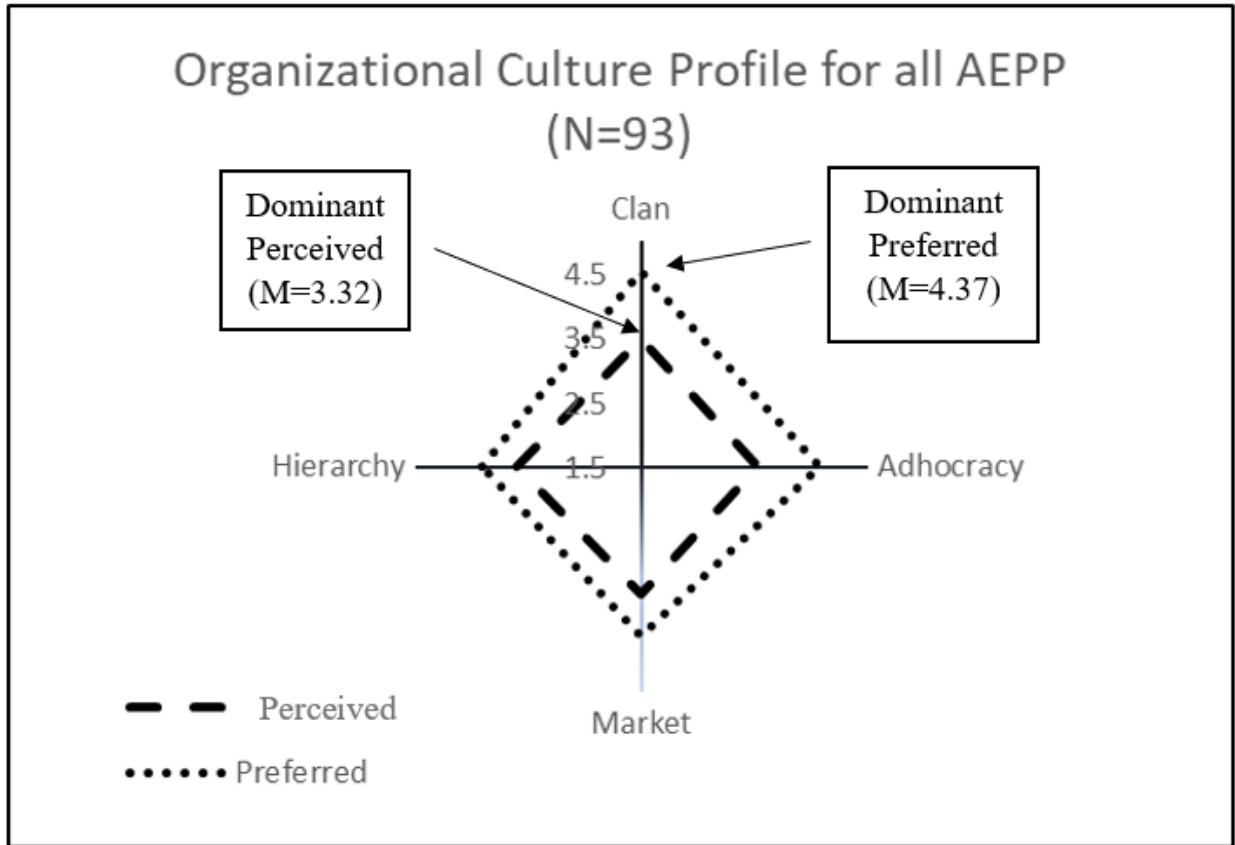 Organizational Culture Profile for all AEPP
(N=93)
Dominant
Perceived
(M=3.32)
Dominant
Preferred
(M=4.37)
Clan
4.5
3.5
2.5
1.5
Hierarchy
Adhocracy
Market
Perceived
Preferred